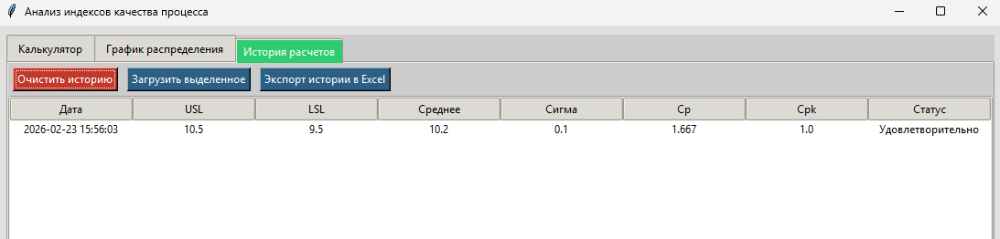 Анализ индексов качества процесса
Калькулятор График распределения История расчетов
Очистить историю Загрузить выделенное Экспорт истории в Excel
Дата USL LSL Среднее Сигма Cp Cpk Статус
2026-02-23 15:56:03 10.5 9.5 10.2 0.1 1.667 1.0 Удовлетворительно